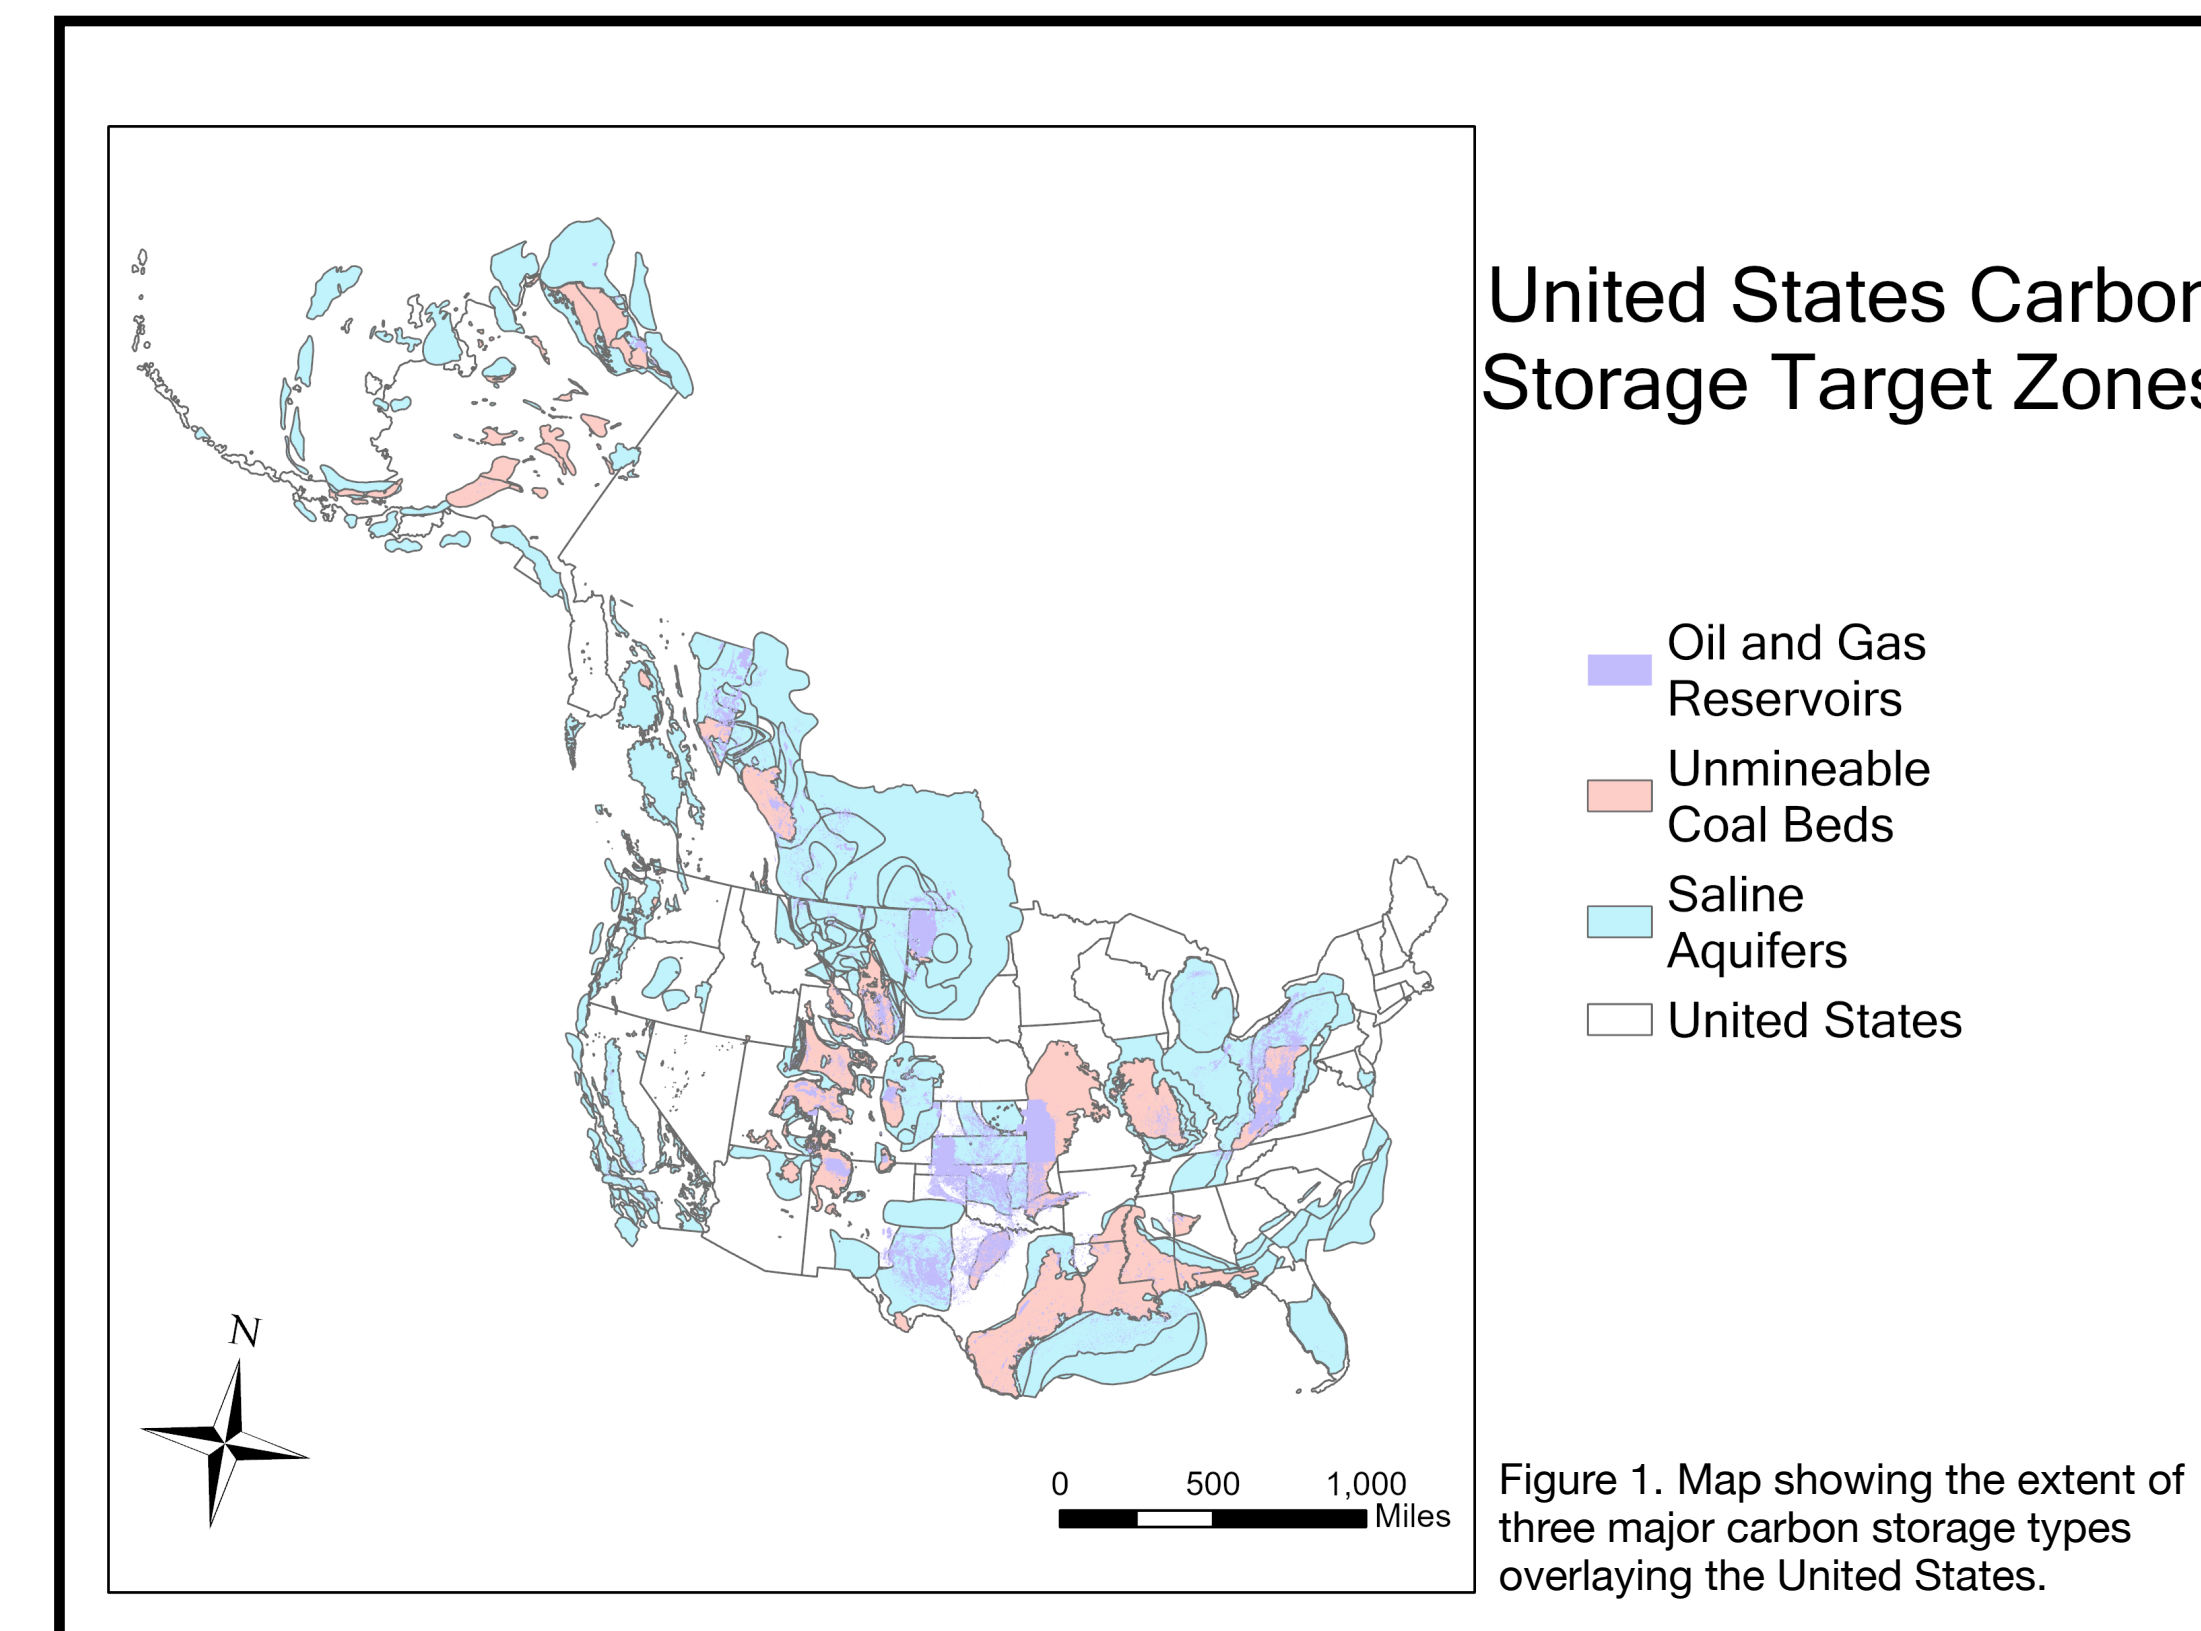 United States Carbon
Storage Target Zones
Oil and Gas
Reservoirs
Unmineable
Coal Beds
Saline
Aquifers
United States
N
0 500 1,000
Miles
Figure 1. Map showing the extent of
three major carbon storage types
overlaying the United States.